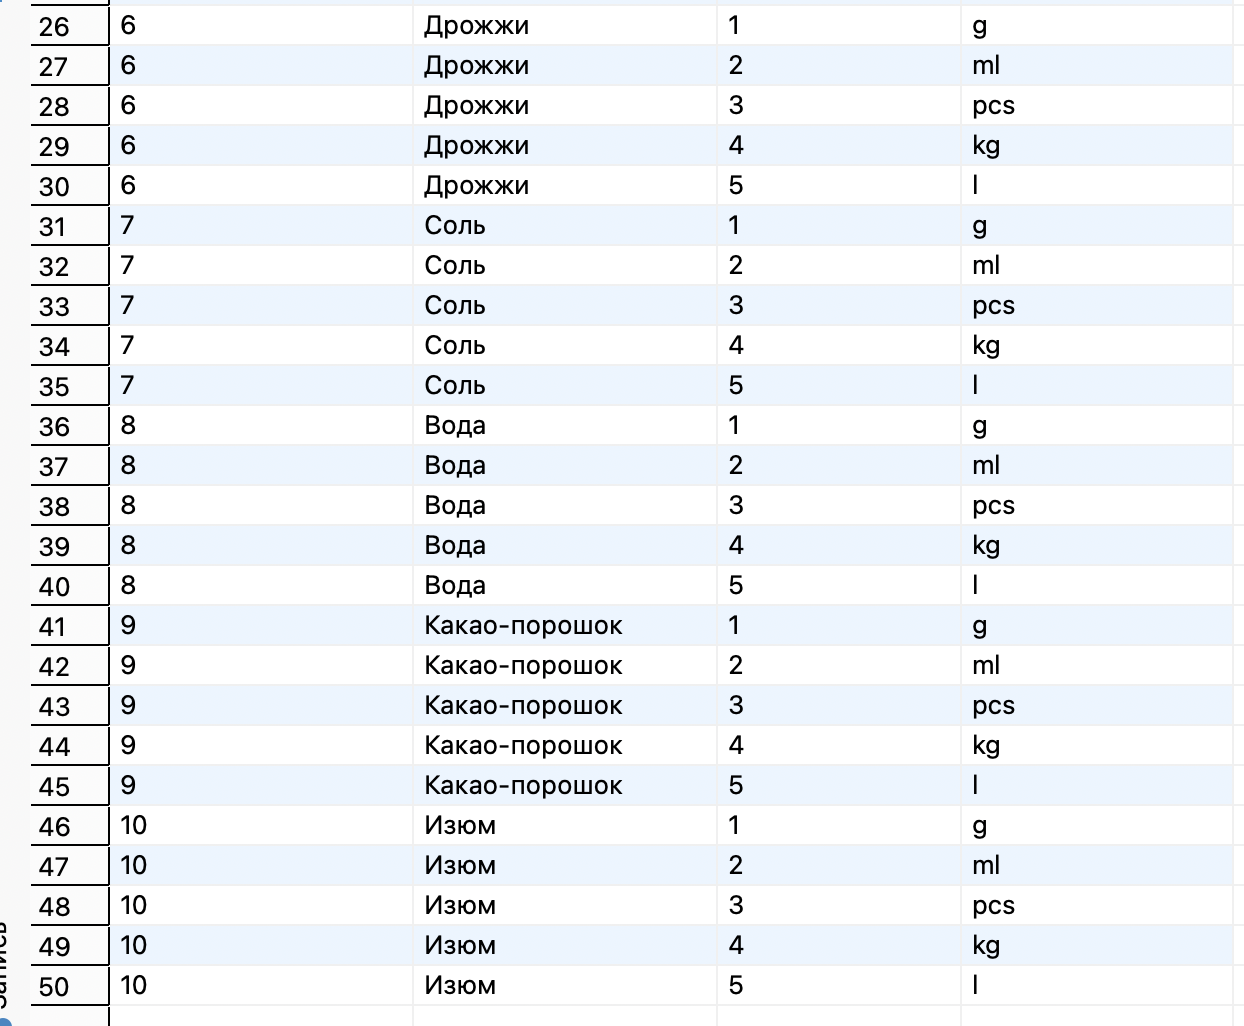 26 6 Дрожжи 1 g
27 6 Дрожжи 2 ml
28 6 Дрожжи 3 pcs
29 6 Дрожжи 4 kg
30 6 Дрожжи 5 l
31 7 Соль 1 g
32 7 Соль 2 ml
33 7 Соль 3 pcs
34 7 Соль 4 kg
35 7 Соль 5 l
36 8 Вода 1 g
37 8 Вода 2 ml
38 8 Вода 3 pcs
39 8 Вода 4 kg
40 8 Вода 5 l
41 9 Какао-порошок 1 g
42 9 Какао-порошок 2 ml
43 9 Какао-порошок 3 pcs
44 9 Какао-порошок 4 kg
45 9 Какао-порошок 5 l
46 10 Изюм 1 g
47 10 Изюм 2 ml
48 10 Изюм 3 pcs
49 10 Изюм 4 kg
50 10 Изюм 5 l